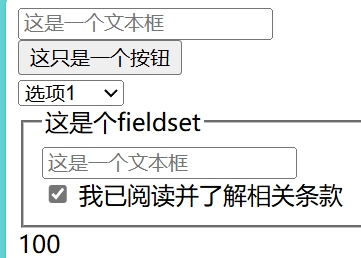 这是一个文本框
这只是一个按钮
选项1
这是个fieldset
这是一个文本框
我已阅读并了解相关条款
100